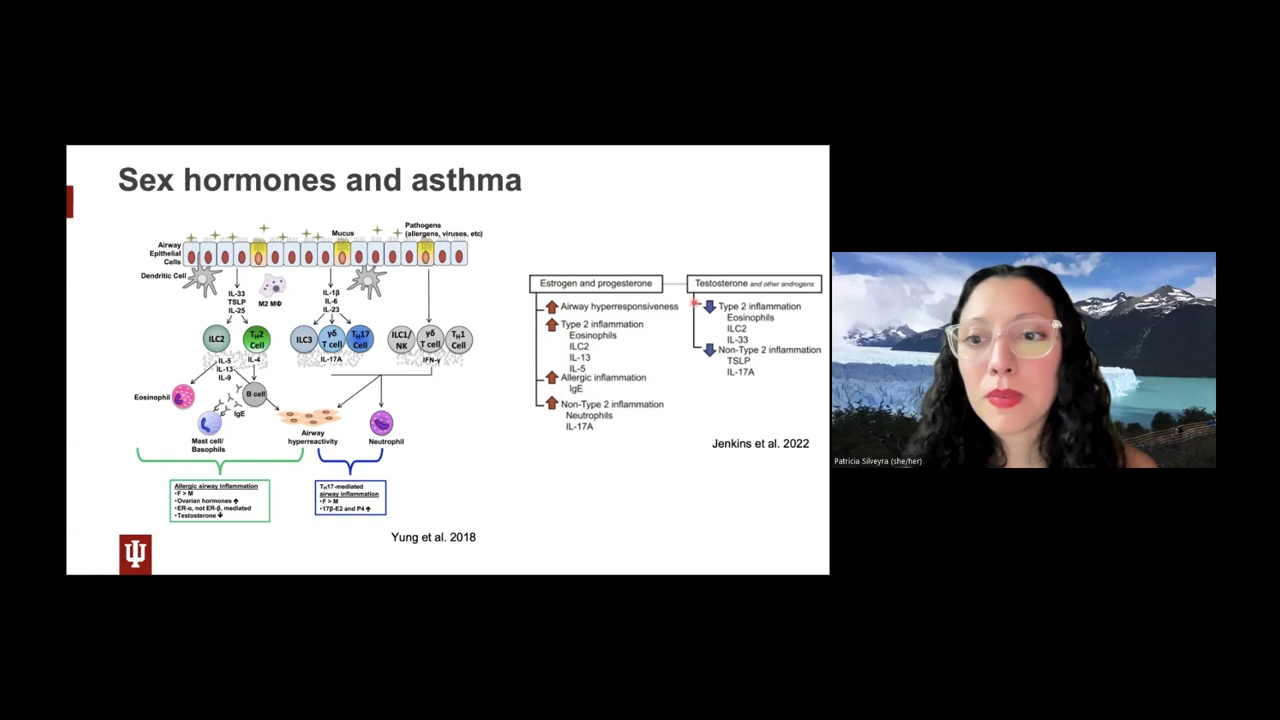 Sex hormones and asthma
Pathogens
(allergens, viruses, etc)
Mucus
Airway
Epithelial
Cells
Dendritic Cell
IL-33
TSLP
IL-25
M2 MΦ
IL-1β
IL-6
IL-23
ILC2
TH2
Cell
ILC3
γδ
T cell
TH17
Cell
ILC1/
NK
γδ
T cell
TH1
Cell
IL-5
IL-13
IL-9
IL-4
IL-17A
IFN-γ
Eosinophil
B cell
IgE
Mast cell/
Basophils
Airway
hyperreactivity
Neutrophil
Allergic airway inflammation
•F > M
•Ovarian hormones ↑
•ER-α, not ER-β, mediated
•Testosterone ↓
TH17-mediated
airway inflammation
•F > M
•17β-E2 and P4 ↑
Yung et al. 2018
Estrogen and progesterone
Airway hyperresponsiveness
Type 2 inflammation
Eosinophils
ILC2
IL-13
IL-5
Allergic inflammation
IgE
Non-Type 2 inflammation
Neutrophils
IL-17A
Testosterone and other androgens
Type 2 inflammation
Eosinophils
ILC2
IL-33
Non-Type 2 inflammation
TSLP
IL-17A
Jenkins et al. 2022
Patricia Silveyra (she/her)